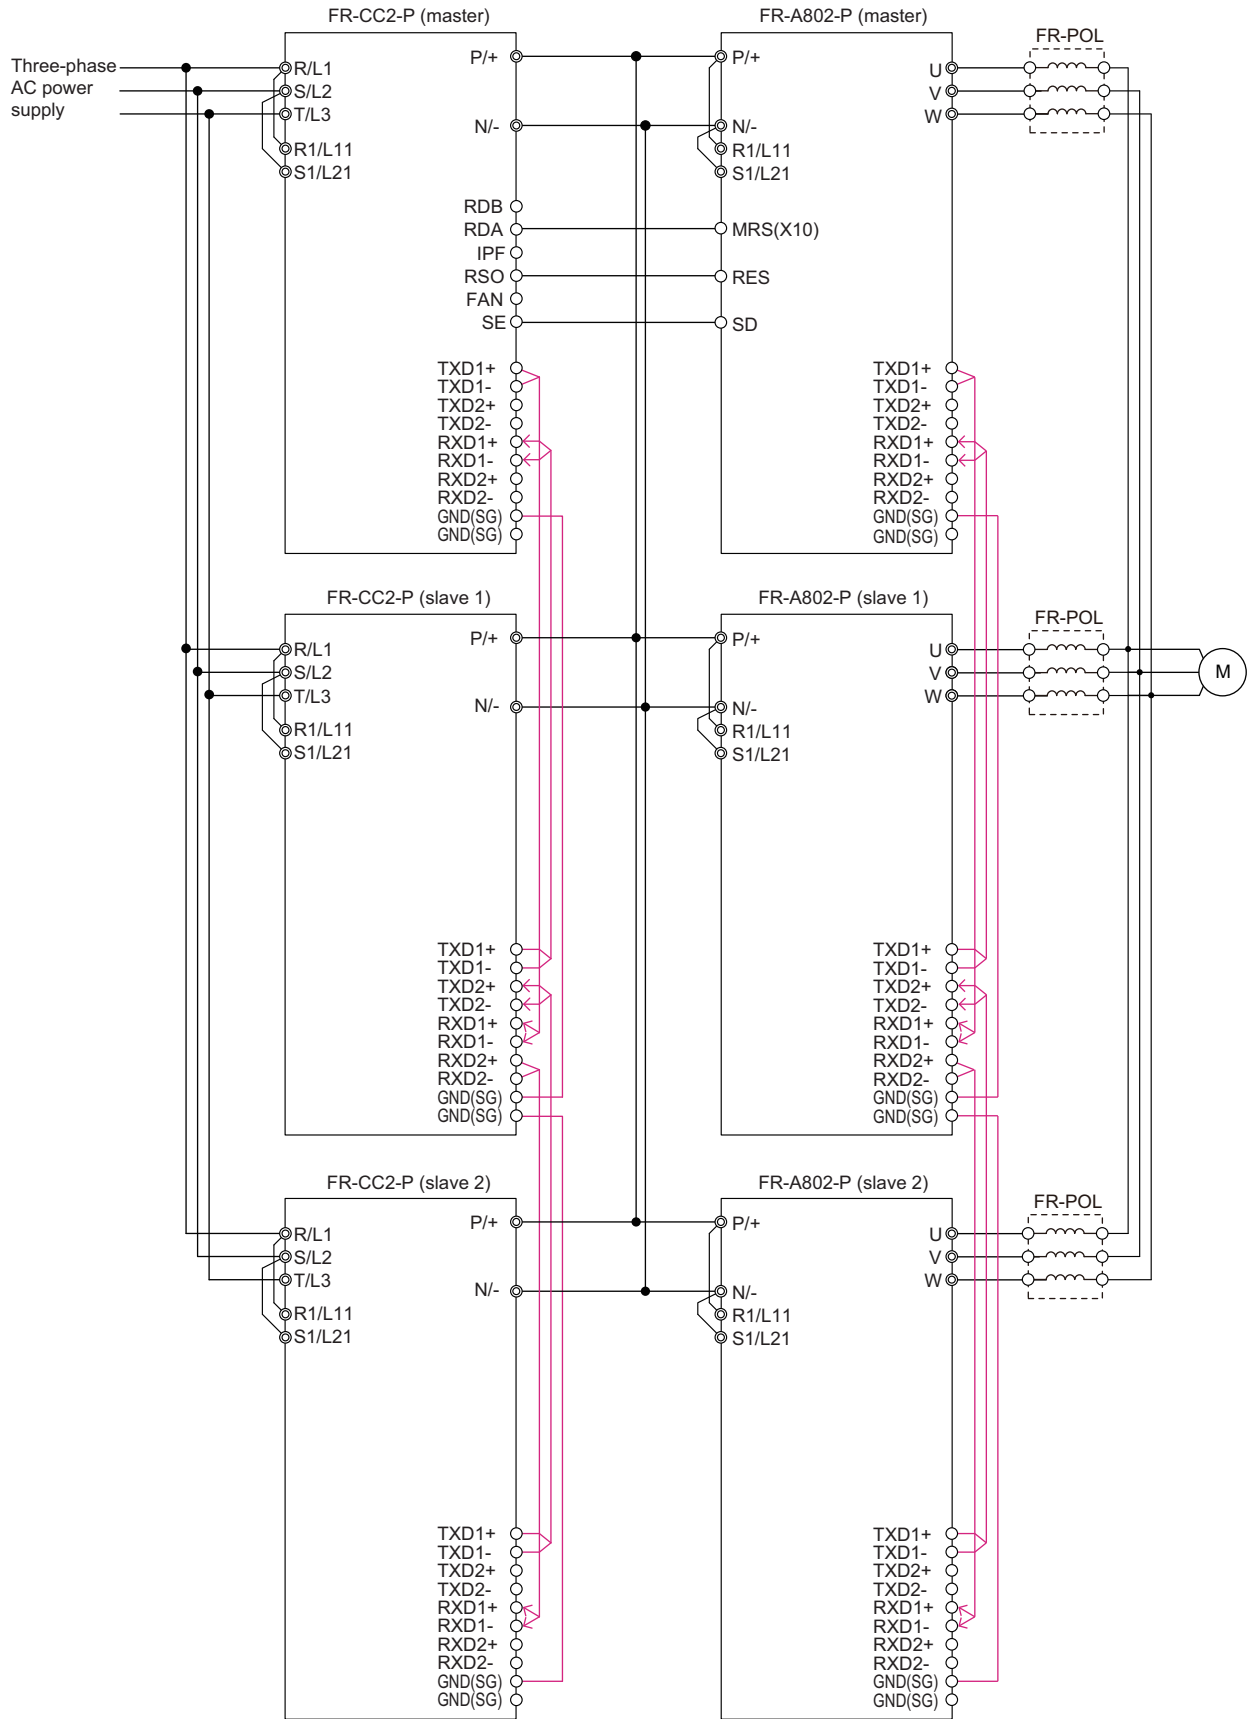 FR-CC2-P (master)
FR-A802-P (master)
FR-POL
Three-phase
AC power
supply
R/L1
S/L2
T/L3
R1/L11
S1/L21
P/+
N/-
RDB
RDA
IPF
RSO
FAN
SE
TXD1+
TXD1-
TXD2+
TXD2-
RXD1+
RXD1-
RXD2+
RXD2-
GND(SG)
GND(SG)
P/+
N/-
R1/L11
S1/L21
MRS(X10)
RES
SD
U
V
W
TXD1+
TXD1-
TXD2+
TXD2-
RXD1+
RXD1-
RXD2+
RXD2-
GND(SG)
GND(SG)
FR-CC2-P (slave 1)
FR-A802-P (slave 1)
FR-POL
R/L1
S/L2
T/L3
R1/L11
S1/L21
P/+
N/-
TXD1+
TXD1-
TXD2+
TXD2-
RXD1+
RXD1-
RXD2+
RXD2-
GND(SG)
GND(SG)
P/+
N/-
R1/L11
S1/L21
U
V
W
M
TXD1+
TXD1-
TXD2+
TXD2-
RXD1+
RXD1-
RXD2+
RXD2-
GND(SG)
GND(SG)
FR-CC2-P (slave 2)
FR-A802-P (slave 2)
FR-POL
R/L1
S/L2
T/L3
R1/L11
S1/L21
P/+
N/-
TXD1+
TXD1-
TXD2+
TXD2-
RXD1+
RXD1-
RXD2+
RXD2-
GND(SG)
GND(SG)
P/+
N/-
R1/L11
S1/L21
U
V
W
TXD1+
TXD1-
TXD2+
TXD2-
RXD1+
RXD1-
RXD2+
RXD2-
GND(SG)
GND(SG)